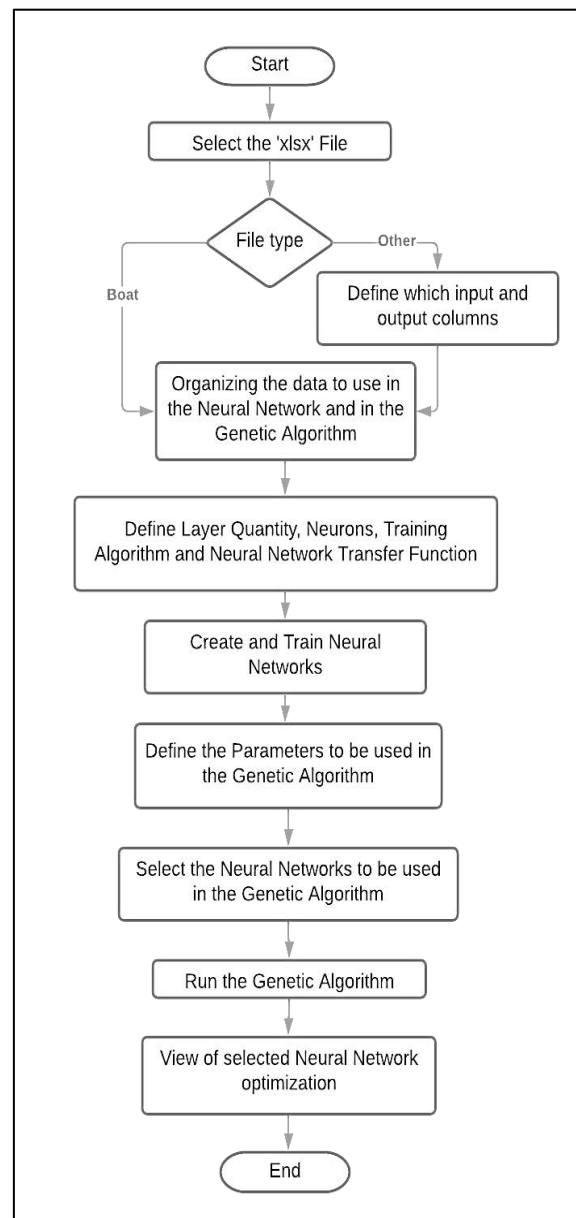 Start
Select the 'xlsx' File
File type
Other
Boat
Define which input and
output columns
Organizing the data to use in
the Neural Network and in the
Genetic Algorithm
Define Layer Quantity, Neurons, Training
Algorithm and Neural Network Transfer Function
Create and Train Neural
Networks
Define the Parameters to be used in
the Genetic Algorithm
Select the Neural Networks to be used
in the Genetic Algorithm
Run the Genetic Algorithm
View of selected Neural Network
optimization
End